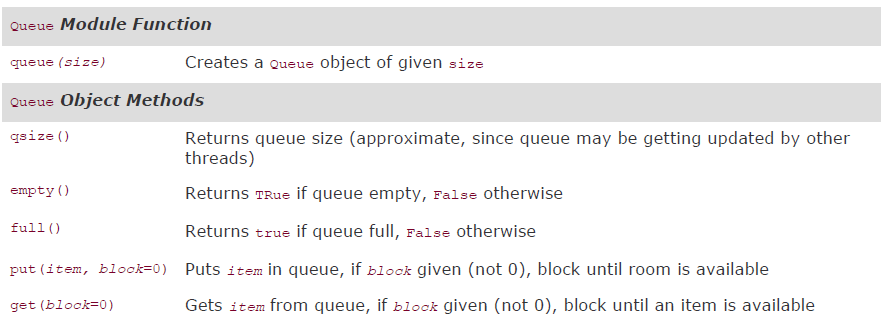 Queue Module Function
queue(size) Creates a Queue object of given size
Queue Object Methods
qsize() Returns queue size (approximate, since queue may be getting updated by other
threads)
empty() Returns TRue if queue empty, False otherwise
full() Returns true if queue full, False otherwise
put(item, block=0) Puts item in queue, if block given (not 0), block until room is available
get(block=0) Gets item from queue, if block given (not 0), block until an item is available